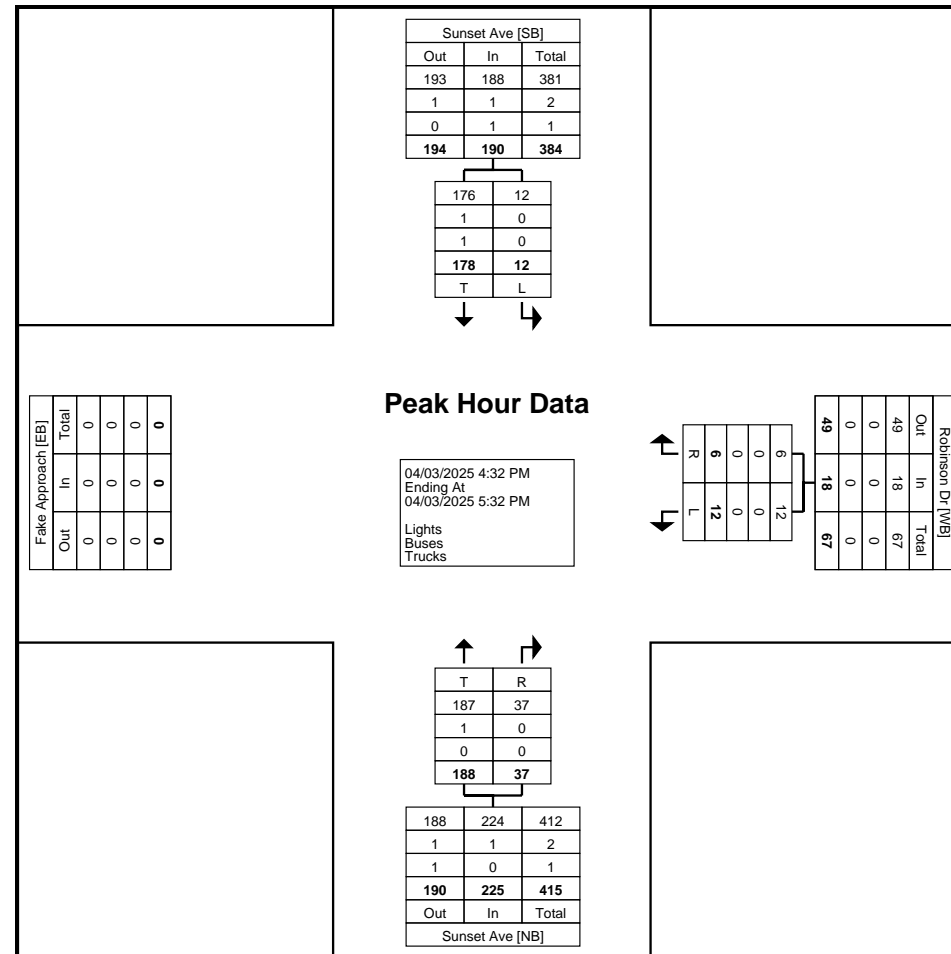 Sunset Ave [SB]
Out In Total
193 188 381
1 1 2
0 1 1
194 190 384
176 12
1 0
1 0
178 12
T L
Peak Hour Data
Fake Approach [EB]
Total In Out
0 0 0
0 0 0
0 0 0
0 0 0
04/03/2025 4:32 PM
Ending At
04/03/2025 5:32 PM
Lights
Buses
Trucks
Robinson Dr [WB]
Out In Total
49 18 67
0 0 0
0 0 0
49 18 67
6 12
0 0
0 0
6 12
R L
T R
187 37
1 0
0 0
188 37
188 224 412
1 1 2
1 0 1
190 225 415
Out In Total
Sunset Ave [NB]